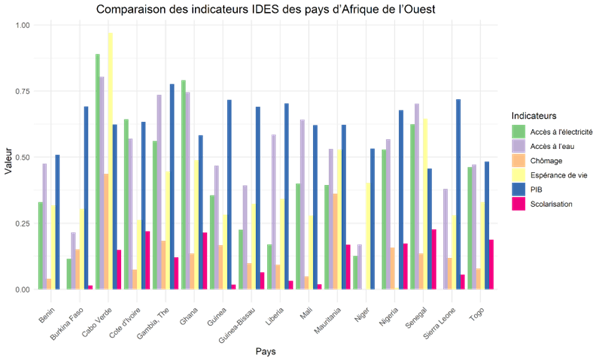 Comparaison des indicateurs IDES des pays d'Afrique de l'Ouest
1.00
0.75
0.50
0.25
0.00
Valeur
Benin
Burkina Faso
Cabo Verde
Cote d'Ivoire
Gambia, The
Ghana
Guinea
Guinea-Bissau
Liberia
Mali
Mauritania
Niger
Nigeria
Senegal
Sierra Leone
Togo
Pays
Indicateurs
Accès à l'électricité
Accès à l'eau
Chômage
Espérance de vie
PIB
Scolarisation